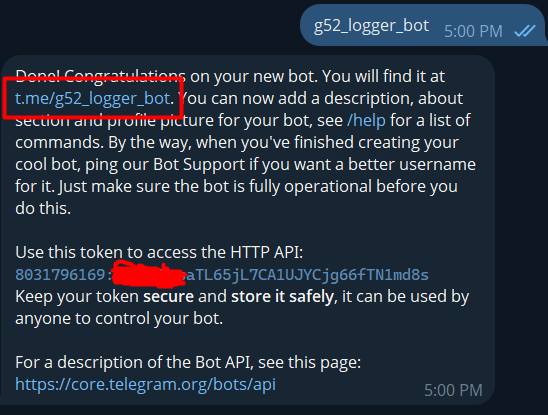 g52_logger_bot 5:00 PM
Done! Congratulations on your new bot. You will find it at
t.me/g52_logger_bot. You can now add a description, about
section and profile picture for your bot, see /help for a list of
commands. By the way, when you've finished creating your
cool bot, ping our Bot Support if you want a better username
for it. Just make sure the bot is fully operational before you
do this.
Use this token to access the HTTP API:
8031796169: aTL65jL7CA1UJYCjg66fTN1md8s
Keep your token secure and store it safely, it can be used by
anyone to control your bot.
For a description of the Bot API, see this page:
https://core.telegram.org/bots/api 5:00 PM